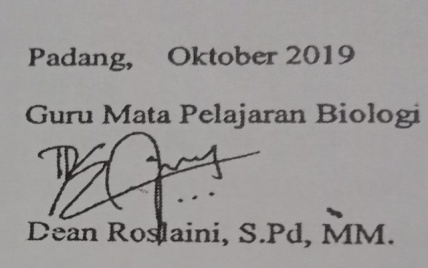 Padang, Oktober 2019
Guru Mata Pelajaran Biologi
Dean Roslaini, S.Pd, MM.